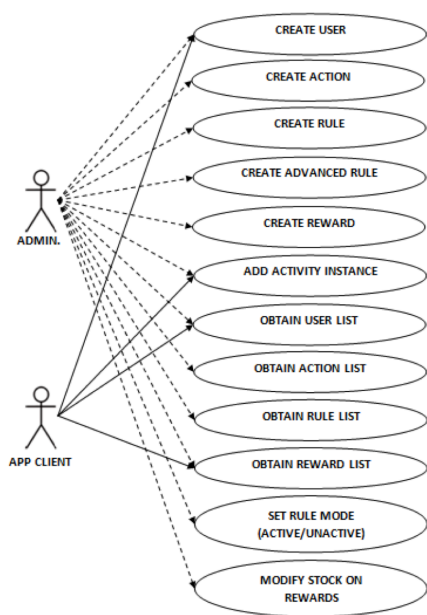 CREATE USER
CREATE ACTION
CREATE RULE
CREATE ADVANCED RULE
ADMIN.
CREATE REWARD
ADD ACTIVITY INSTANCE
OBTAIN USER LIST
OBTAIN ACTION LIST
OBTAIN RULE LIST
APP CLIENT
OBTAIN REWARD LIST
SET RULE MODE
(ACTIVE/UNACTIVE)
MODIFY STOCK ON
REWARDS